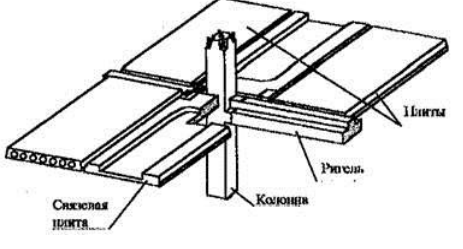 Плиты
Ригель
Колонна
Связевая
плита